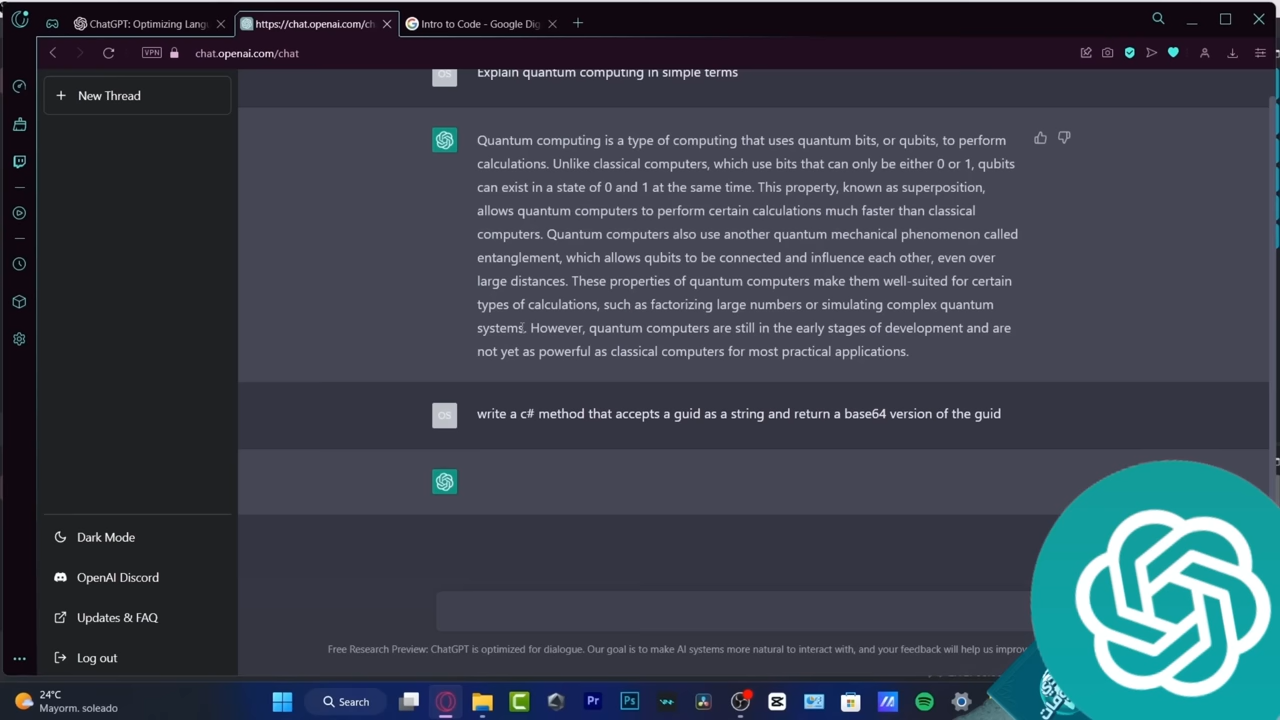 ChatGPT: Optimizing Lang
https://chat.openai.com/ch
Intro to Code - Google Dig
VPN
chat.openai.com/chat
New Thread
OS
Explain quantum computing in simple terms
Quantum computing is a type of computing that uses quantum bits, or qubits, to perform
calculations. Unlike classical computers, which use bits that can only be either 0 or 1, qubits
can exist in a state of 0 and 1 at the same time. This property, known as superposition,
allows quantum computers to perform certain calculations much faster than classical
computers. Quantum computers also use another quantum mechanical phenomenon called
entanglement, which allows qubits to be connected and influence each other, even over
large distances. These properties of quantum computers make them well-suited for certain
types of calculations, such as factorizing large numbers or simulating complex quantum
systems. However, quantum computers are still in the early stages of development and are
not yet as powerful as classical computers for most practical applications.
OS
write a c# method that accepts a guid as a string and return a base64 version of the guid
Dark Mode
OpenAI Discord
Updates & FAQ
Log out
Free Research Preview: ChatGPT is optimized for dialogue. Our goal is to make AI systems more natural to interact with, and your feedback will help us improv
24°C
Mayorm. soleado
Search
Pr
Ps